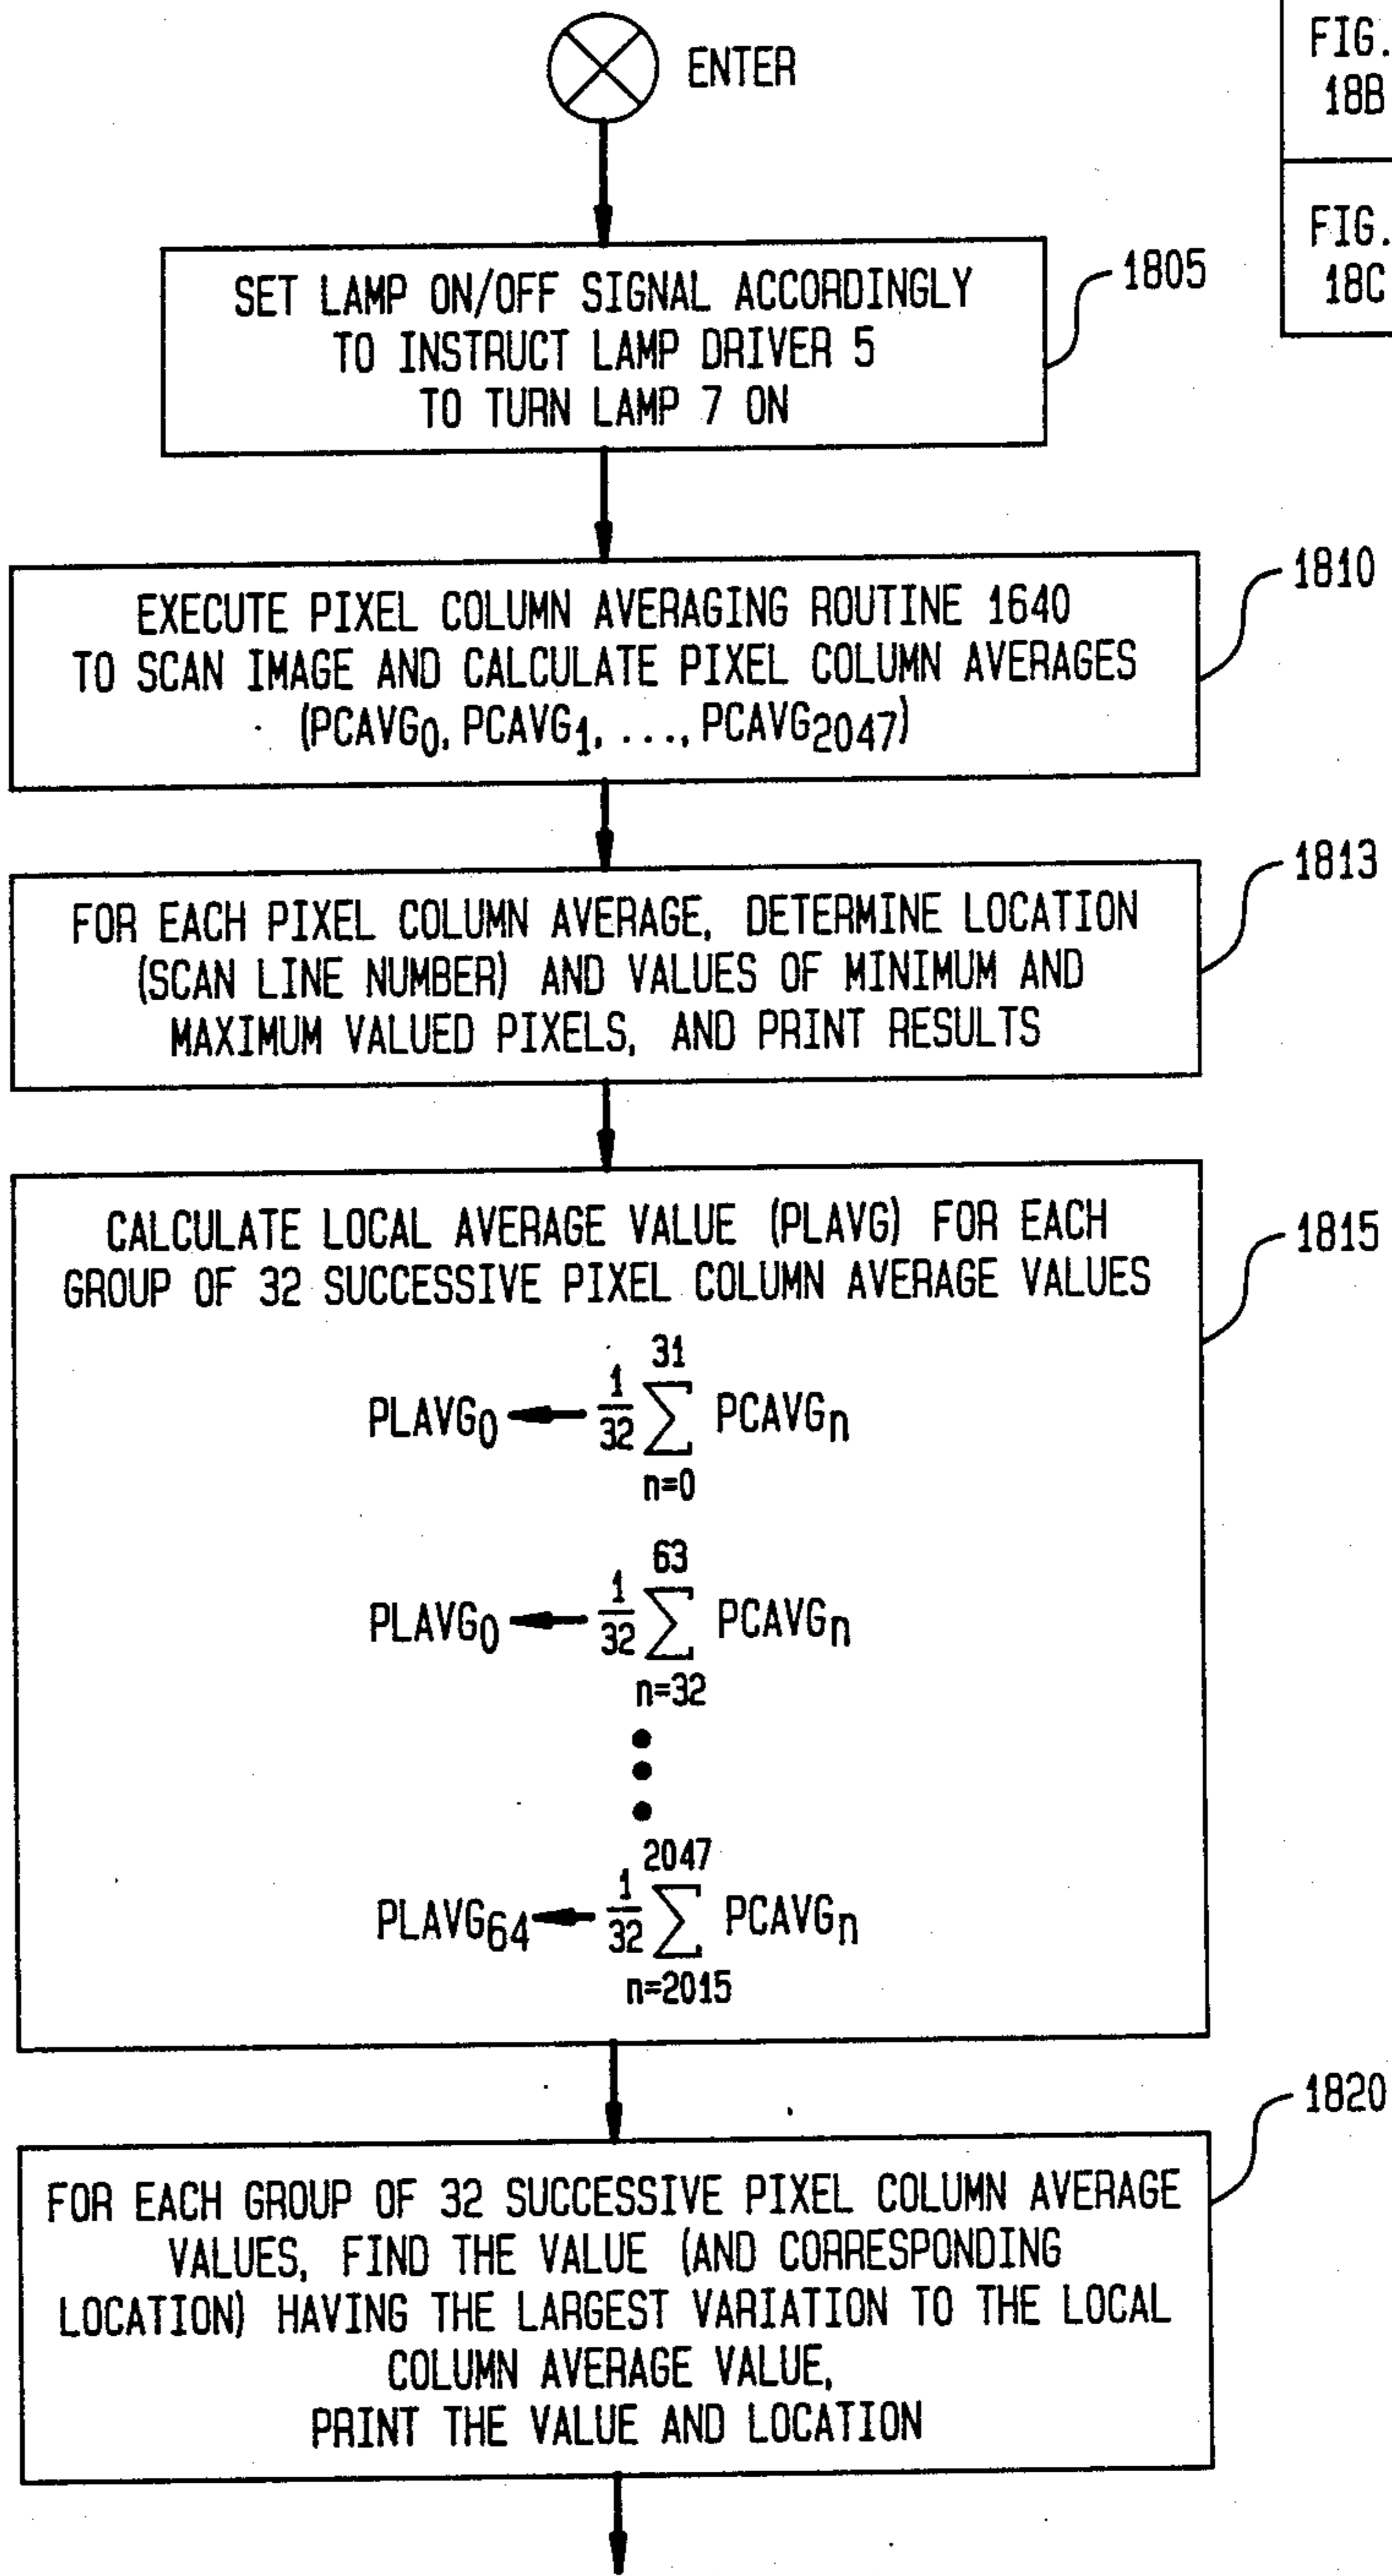 FIG.
18B
FIG.
18C
ENTER
SET LAMP ON/OFF SIGNAL ACCORDINGLY
TO INSTRUCT LAMP DRIVER 5
TO TURN LAMP 7 ON
1805
EXECUTE PIXEL COLUMN AVERAGING ROUTINE 1640
TO SCAN IMAGE AND CALCULATE PIXEL COLUMN AVERAGES
(PCAVG₀, PCAVG₁, ..., PCAVG₂₀₄₇)
1810
FOR EACH PIXEL COLUMN AVERAGE, DETERMINE LOCATION
(SCAN LINE NUMBER) AND VALUES OF MINIMUM AND
MAXIMUM VALUED PIXELS, AND PRINT RESULTS
1813
CALCULATE LOCAL AVERAGE VALUE (PLAVG) FOR EACH
GROUP OF 32 SUCCESSIVE PIXEL COLUMN AVERAGE VALUES
1815
31
PLAVG₀ ← 1/32 ∑ PCAVGₙ
n=0
63
PLAVG₀ ← 1/32 ∑ PCAVGₙ
n=32
2047
PLAVG₆₄ ← 1/32 ∑ PCAVGₙ
n=2015
1820
FOR EACH GROUP OF 32 SUCCESSIVE PIXEL COLUMN AVERAGE
VALUES, FIND THE VALUE (AND CORRESPONDING
LOCATION) HAVING THE LARGEST VARIATION TO THE LOCAL
COLUMN AVERAGE VALUE,
PRINT THE VALUE AND LOCATION